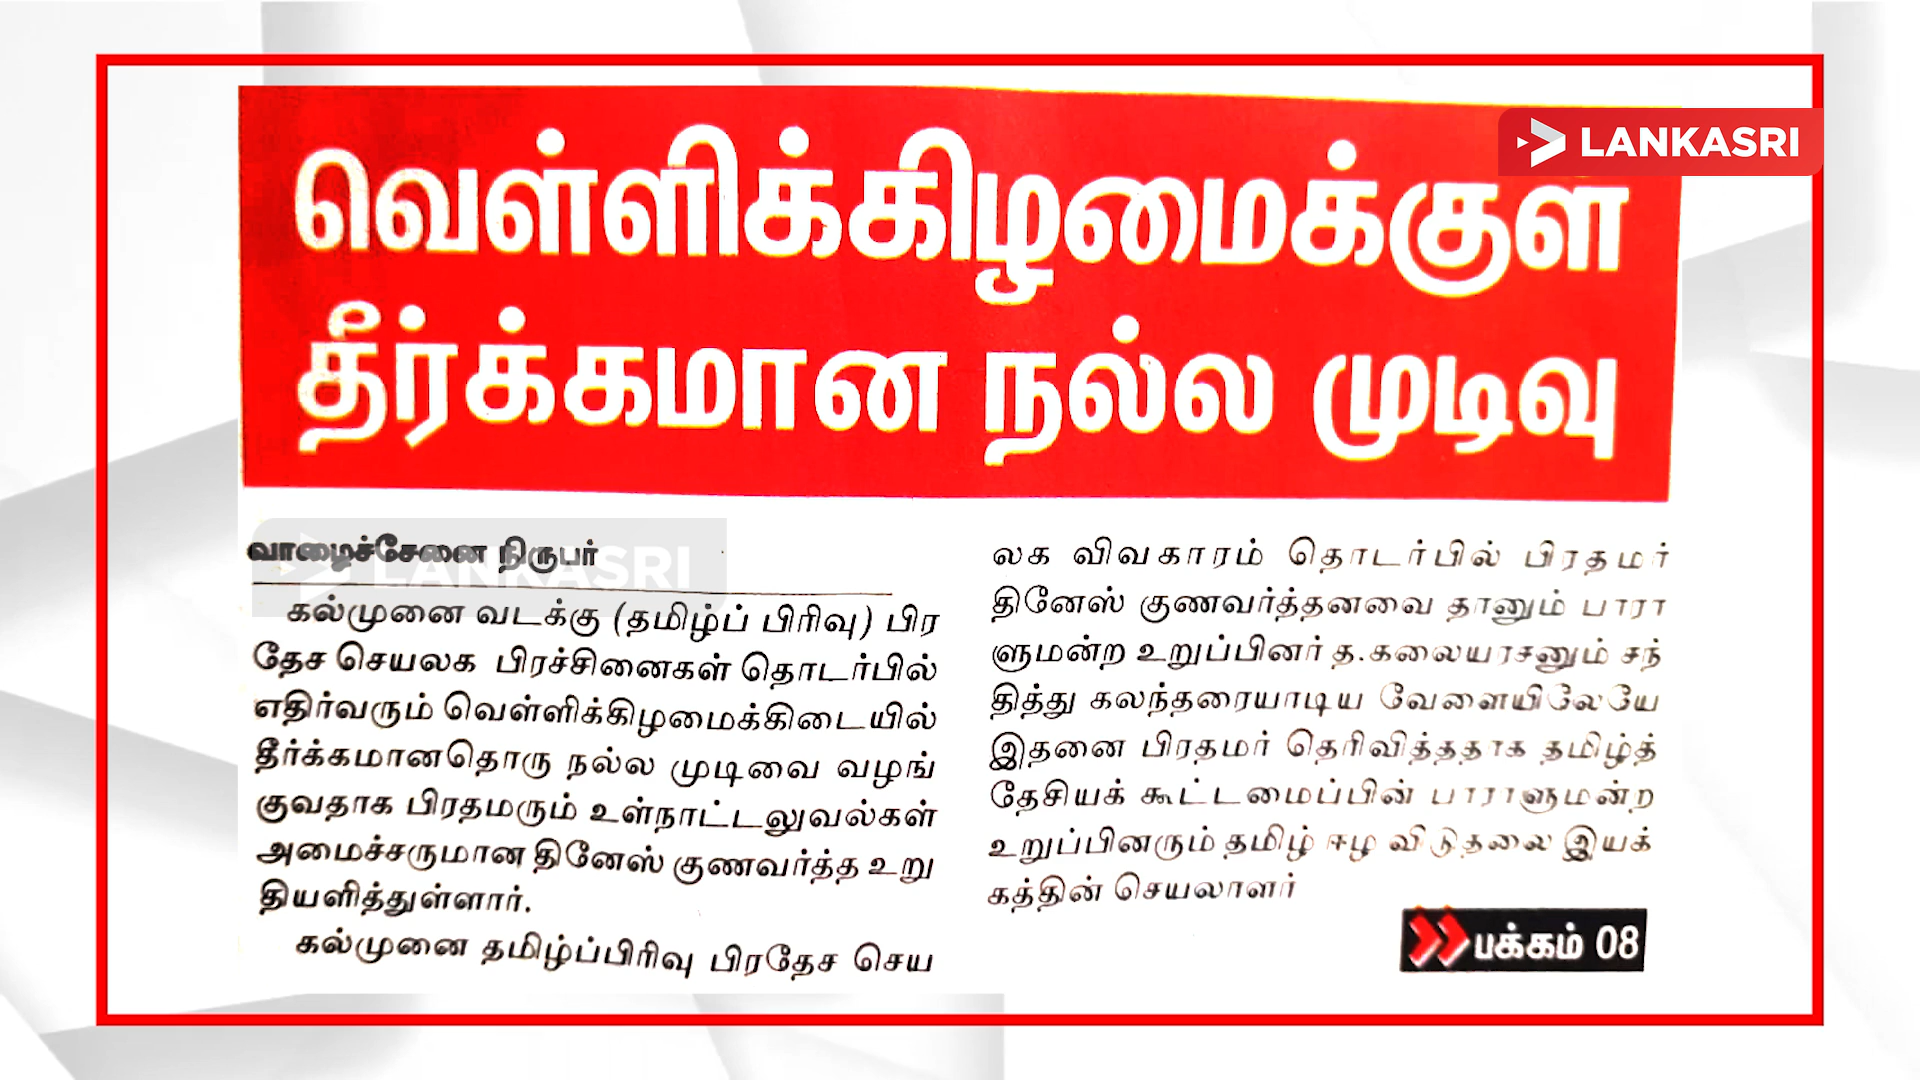 LANKASRI
வெள்ளிக்கிழமைக்குள்
தீர்க்கமான நல்ல முடிவு
வாழைச்சேனை நிருபர்
LANKASRI
கல்முனை வடக்கு (தமிழ்ப் பிரிவு) பிர
தேச செயலக பிரச்சினைகள் தொடர்பில்
எதிர்வரும் வெள்ளிக்கிழமைக்கிடையில்
தீர்க்கமானதொரு நல்ல முடிவை வழங்
குவதாக பிரதமரும் உள்நாட்டலுவல்கள்
அமைச்சருமான தினேஸ் குணவர்த்த உறு
தியளித்துள்ளார்.
கல்முனை தமிழ்ப்பிரிவு பிரதேச செய
லக விவகாரம் தொடர்பில் பிரதமர்
தினேஸ் குணவர்த்தனவை தானும் பாரா
ளுமன்ற உறுப்பினர் த.கலையரசனும் சந்
தித்து கலந்தரையாடிய வேளையிலேயே
இதனை பிரதமர் தெரிவித்ததாக தமிழ்த்
தேசியக் கூட்டமைப்பின் பாராளுமன்ற
உறுப்பினரும் தமிழ் ஈழ விடுதலை இயக்
கத்தின் செயலாளர்
பக்கம் 08